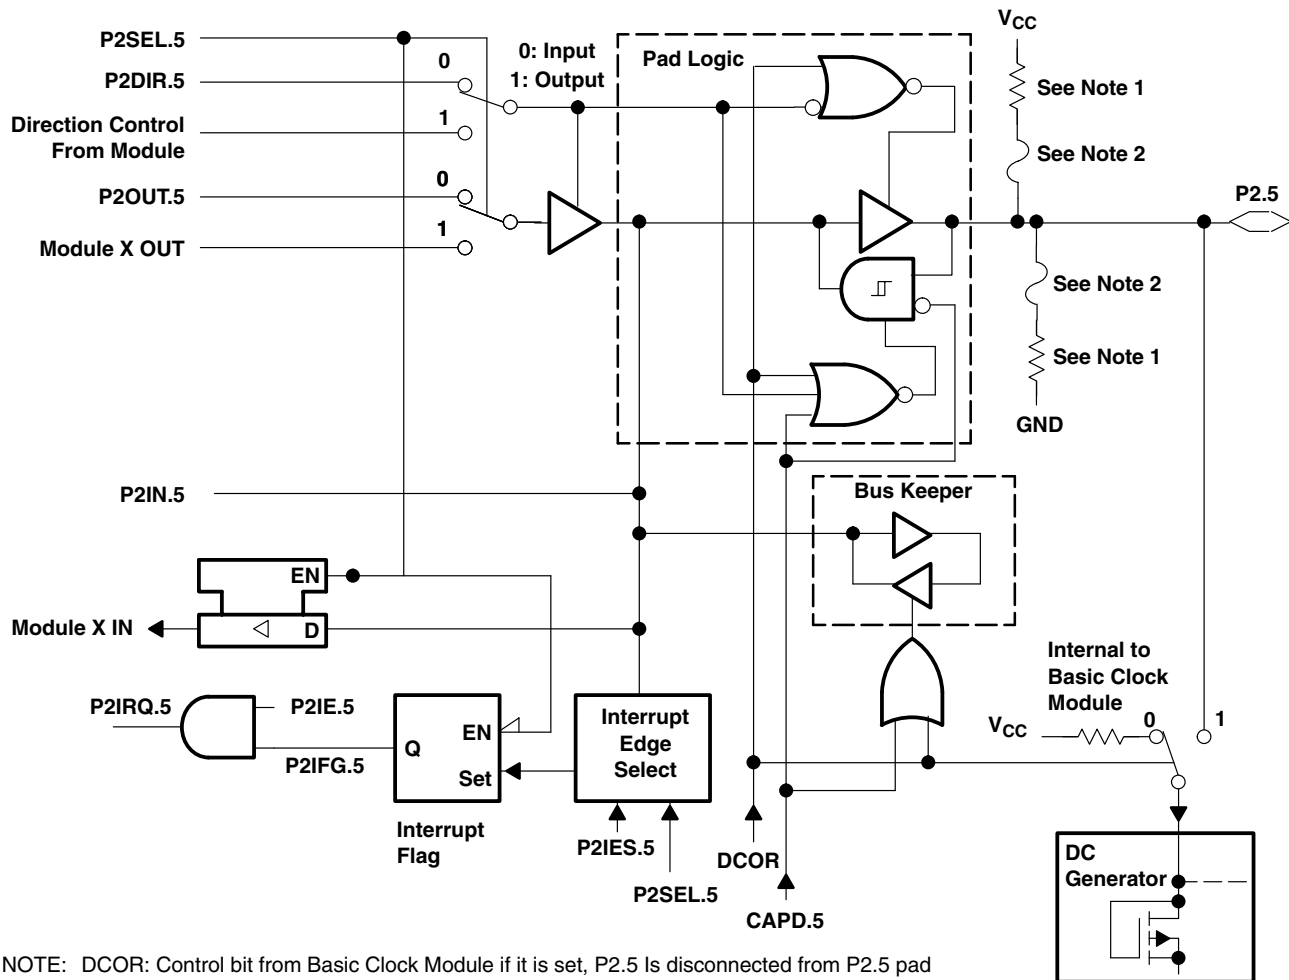 VCC
P2SEL.5
0: Input
1: Output
Pad Logic
0
P2DIR.5
See Note 1
1
Direction Control
From Module
See Note 2
0
P2OUT.5
P2.5
1
Module X OUT
See Note 2
See Note 1
GND
P2IN.5
Bus Keeper
EN
Module X IN
D
Internal to
Basic Clock
Module
P2IRQ.5
P2IE.5
Interrupt
Edge
Select
EN
0
1
VCC
Q
P2IFG.5
Set
Interrupt
Flag
P2IES.5
DCOR
DC
Generator
P2SEL.5
CAPD.5
NOTE: DCOR: Control bit from Basic Clock Module if it is set, P2.5 Is disconnected from P2.5 pad